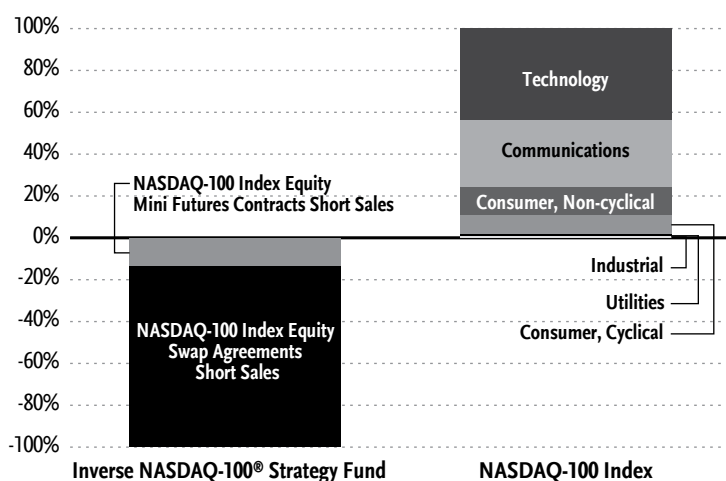 100%
80%
60%
40%
20%
0%
-20%
-40%
-60%
-80%
-100%
NASDAQ-100 Index Equity
Mini Futures Contracts Short Sales
NASDAQ-100 Index Equity
Swap Agreements
Short Sales
Inverse NASDAQ-100® Strategy Fund
Technology
Communications
Consumer, Non-cyclical
Industrial
Utilities
Consumer, Cyclical
NASDAQ-100 Index